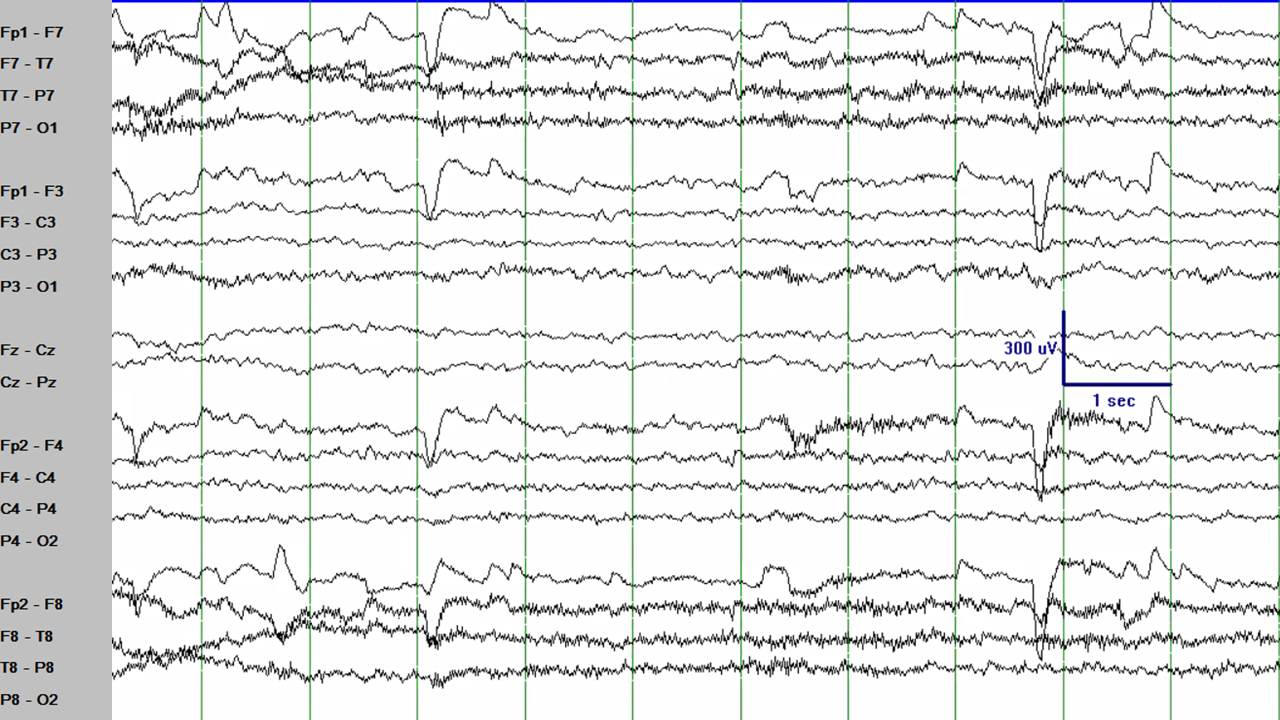 Fp1 - F7
F7 - T7
T7 - P7
P7 - O1
Fp1 - F3
F3 - C3
C3 - P3
P3 - O1
Fz - Cz
300 uV
Cz - Pz
1 sec
Fp2 - F4
F4 - C4
C4 - P4
P4 - O2
Fp2 - F8
F8 - T8
T8 - P8
P8 - O2